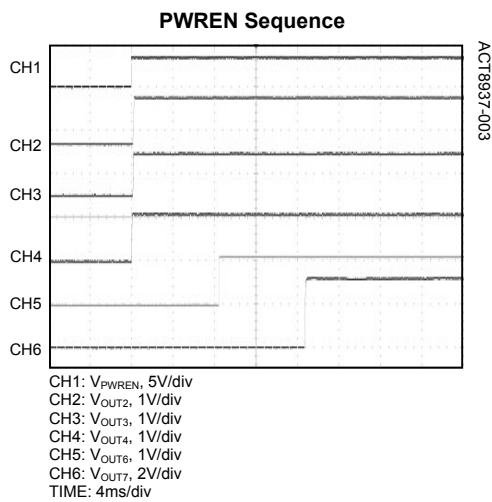 PWREN Sequence
ACT8937-003
CH1
CH2
CH3
CH4
CH5
CH6
CH1: VPWREN, 5V/div
CH2: VOUT2, 1V/div
CH3: VOUT3, 1V/div
CH4: VOUT4, 1V/div
CH5: VOUT6, 1V/div
CH6: VOUT7, 2V/div
TIME: 4ms/div